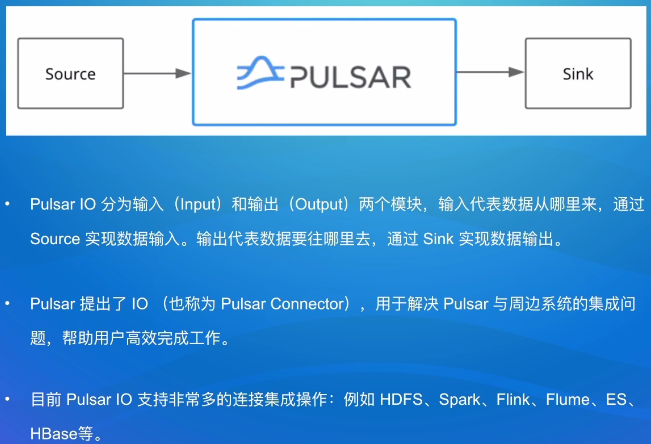 Source
PULSAR
Sink
• Pulsar IO 分为输入（Input）和输出（Output）两个模块，输入代表数据从哪里来，通过
Source 实现数据输入。输出代表数据要往哪里去，通过 Sink 实现数据输出。
• Pulsar 提出了 IO （也称为 Pulsar Connector），用于解决 Pulsar 与周边系统的集成问
题，帮助用户高效完成工作。
• 目前 Pulsar IO 支持非常多的连接集成操作：例如 HDFS、Spark、Flink、Flume、ES、
HBase等。